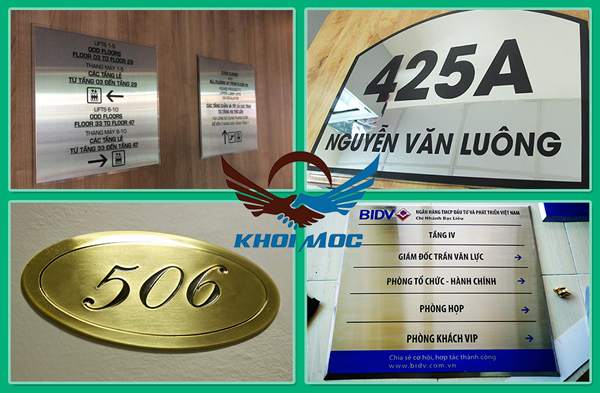 LIFTS 1-5
ODD FLOORS
FLOOR 03 TO FLOOR 29
THANG MÁY 1-5
CÁC TẦNG LẺ
TỪ TẦNG 03 ĐẾN TẦNG 29
LIFTS 6-10
ODD FLOORS
FLOOR 33 TO FLOOR 47
THANG MÁY 6-10
CÁC TẦNG LẺ
TỪ TẦNG 33 ĐẾN TẦNG 47
425A
NGUYỄN VĂN LUÔNG
KHOI MOC
506
BIDV
NGÂN HÀNG TMCP ĐẦU TƯ VÀ PHÁT TRIỂN VIỆT NAM
Chi Nhánh Bạc Liêu
TẦNG IV
GIÁM ĐỐC TRẦN VĂN LỰC
PHÒNG TỔ CHỨC - HÀNH CHÍNH
PHÒNG HỌP
PHÒNG KHÁCH VIP
Chia sẻ cơ hội, hợp tác thành công
www.bidv.com.vn